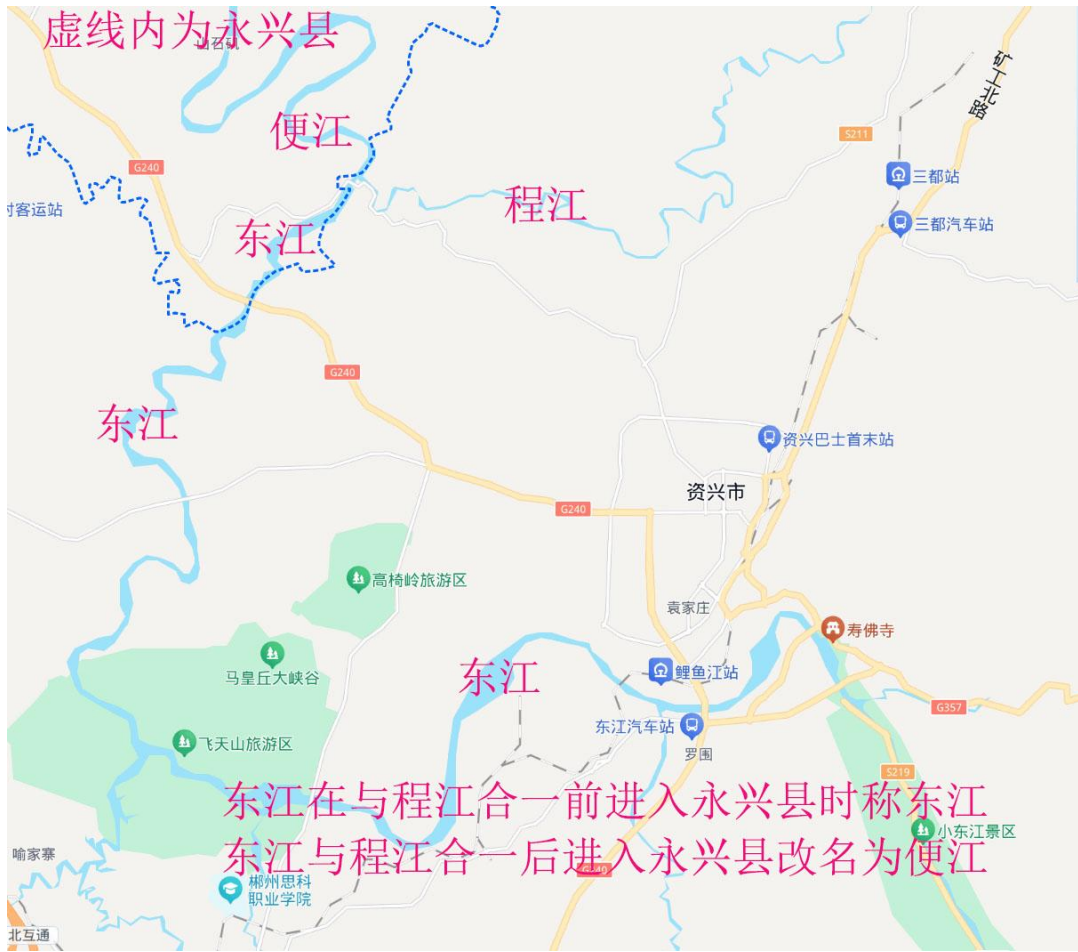 虚线内为永兴县
山石矶
便江
矿工北路
S211
G240
三都站
程江
时客运站
三都汽车站
东江
G240
东江
资兴巴士首末站
资兴市
G240
高椅岭旅游区
袁家庄
寿佛寺
马皇丘大峡谷
东江
鲤鱼江站
G357
东江汽车站
飞天山旅游区
罗围
S219
东江在与程江合一前进入永兴县时称东江
小东江景区
东江与程江合一后进入永兴县改名为便江
喻家寨
郴州思科
职业学院
北互通